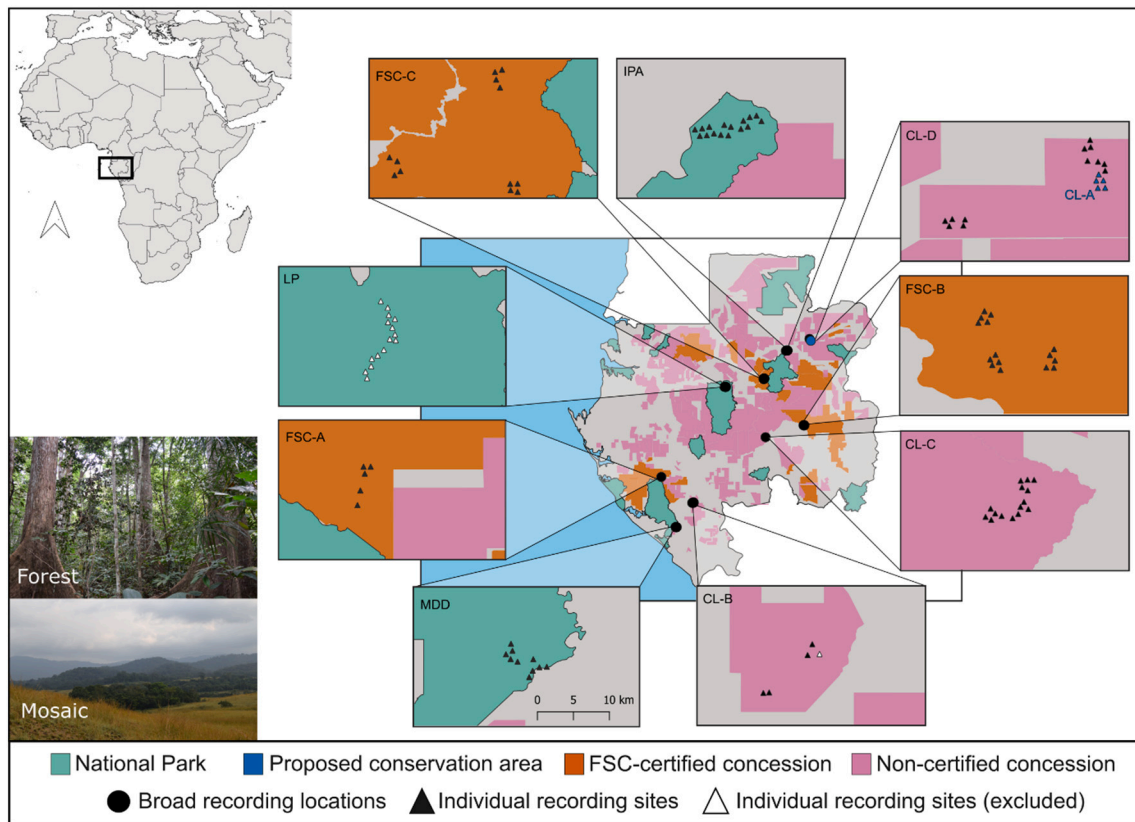 FSC-C
IPA
CL-D
CL-A
LP
FSC-B
FSC-A
CL-C
MDD
CL-B
0 5 10 km
Forest
Mosaic
National Park Proposed conservation area FSC-certified concession Non-certified concession
Broad recording locations Individual recording sites Individual recording sites (excluded)